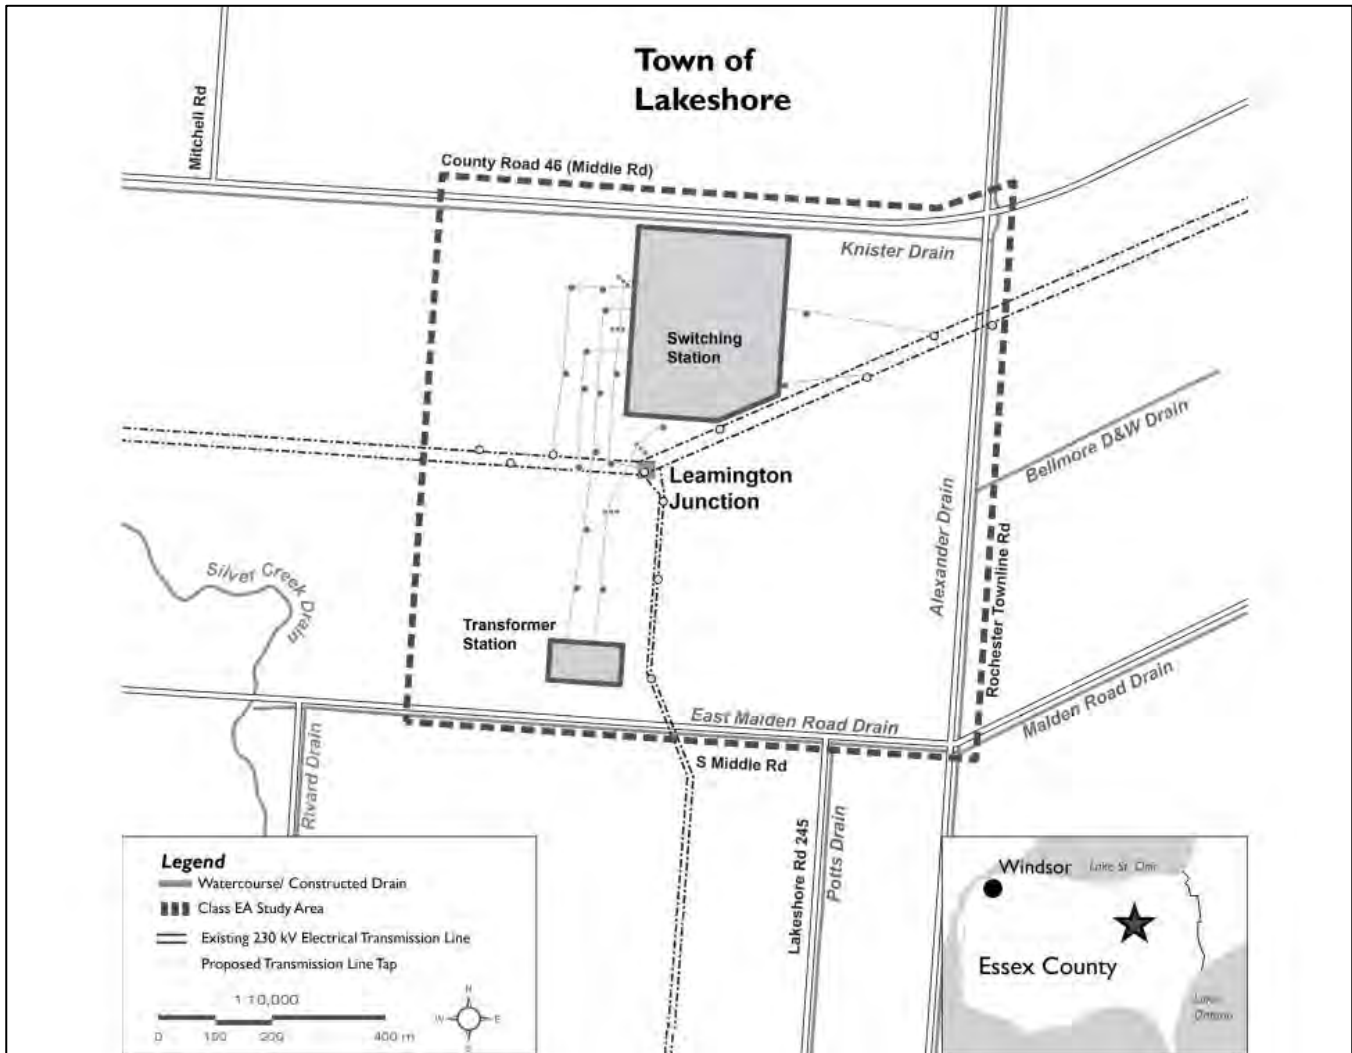 Town of
Lakeshore
Mitchell Rd
County Road 46 (Middle Rd)
Knister Drain
Switching
Station
Leamington
Junction
Bellmore D&W Drain
Alexander Drain
Rochester Townline Rd
Silver Creek Drain
Transformer
Station
East Malden Road Drain
Malden Road Drain
S Middle Rd
Rivard Drain
Lakeshore Rd 245
Potts Drain
Legend
Watercourse/ Constructed Drain
Class EA Study Area
Existing 230 kV Electrical Transmission Line
Proposed Transmission Line Tap
1:10,000
0 100 200 400 m
N
W E
S
Windsor
Lake St. Clair
Essex County
Lake
Ontario